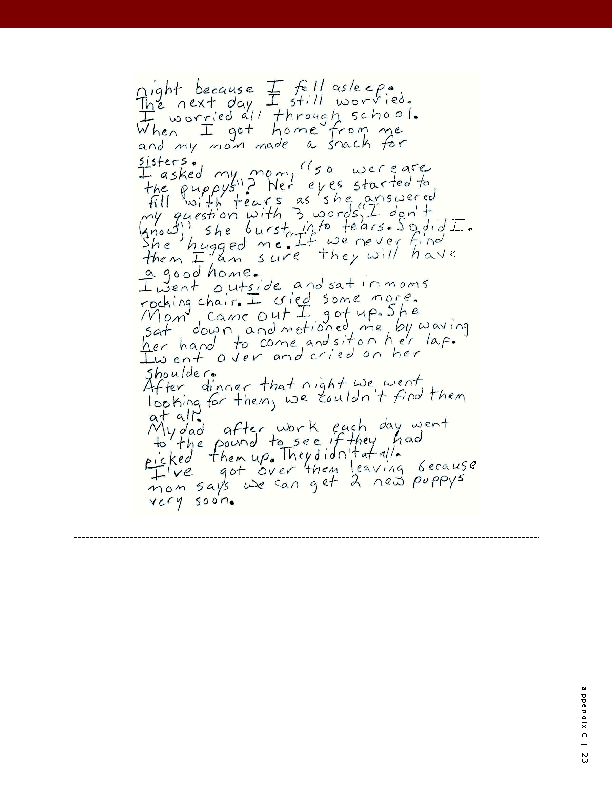 night because I fell asleep.
The next day I still worried.
I worried all through school.
When I got home from me
and my mom made a snack for
sisters.
I asked my mom, "so were are
the puppys"? Her eyes started to
fill with tears as she answered
my question with 3 words, "I don't
know," she burst into tears. So did I.
She hugged me. If we never find
them I am sure they will have
a good home.
I went outside and sat in moms
rocking chair. I cried some more.
Mom came out I got up. She
sat down and motioned me by waving
her hand to come and sit on her lap.
I went over and cried on her
shoulder.
After dinner that night we went
looking for them, we couldn't find them
at all.
My dad after work each day went
to the pound to see if they had
picked them up. They didn't at all.
I've got over them leaving because
mom says we can get 2 new puppys
very soon.
appendix C | 23